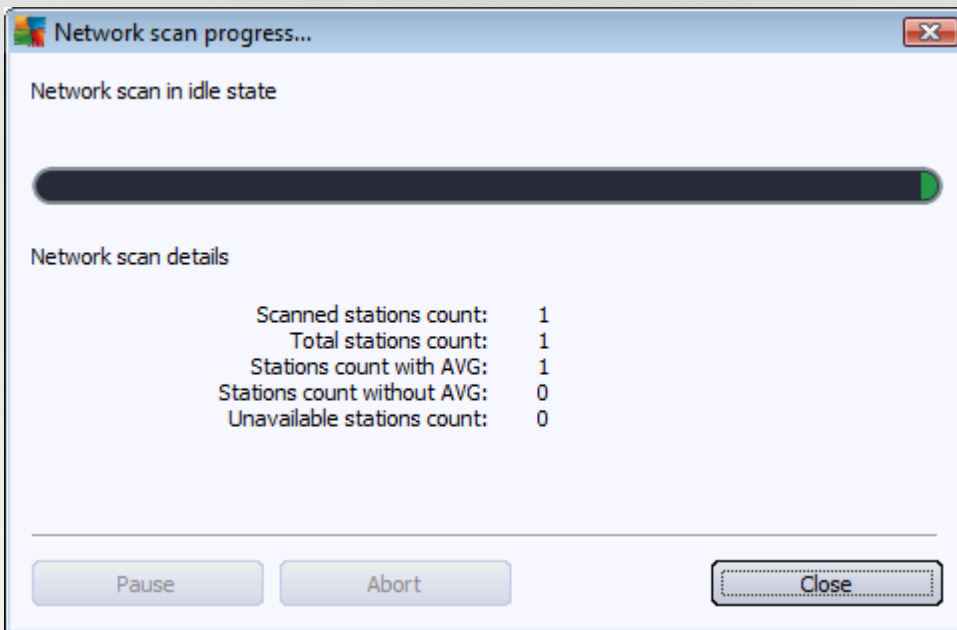 Network scan progress...
Network scan in idle state
Network scan details
Scanned stations count: 1
Total stations count: 1
Stations count with AVG: 1
Stations count without AVG: 0
Unavailable stations count: 0
Pause Abort Close